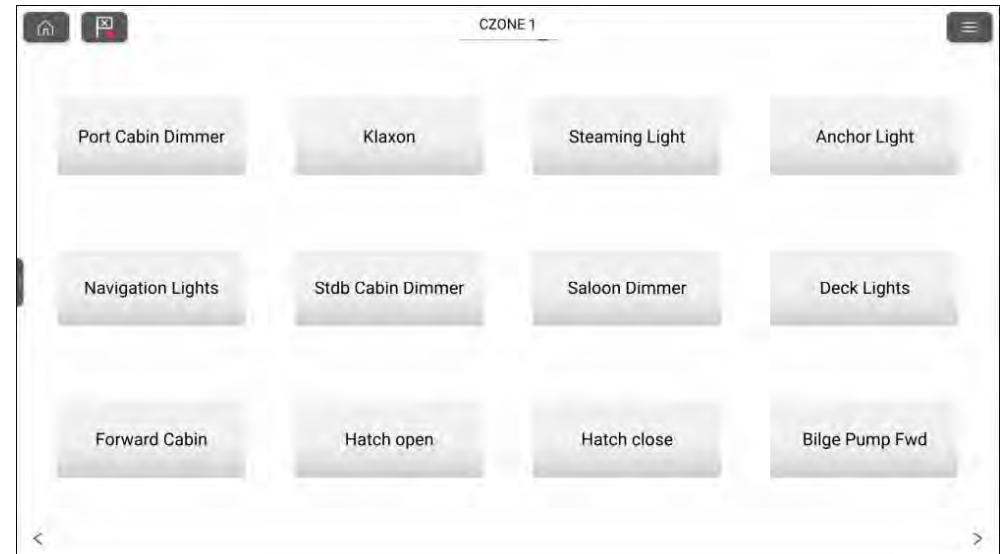 CZONE 1
Port Cabin Dimmer
Klaxon
Steaming Light
Anchor Light
Navigation Lights
Stdb Cabin Dimmer
Saloon Dimmer
Deck Lights
Forward Cabin
Hatch open
Hatch close
Bilge Pump Fwd